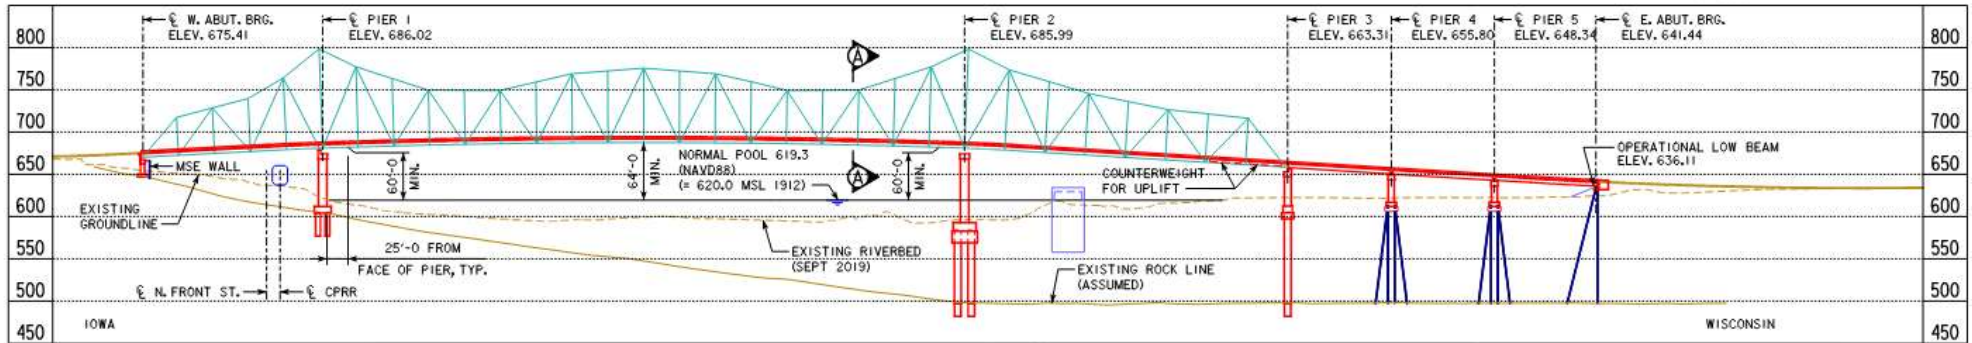 ℄ W. ABUT. BRG.
ELEV. 675.41
℄ PIER 1
ELEV. 686.02
℄ PIER 2
ELEV. 685.99
℄ PIER 3
ELEV. 663.31
℄ PIER 4
ELEV. 655.80
℄ PIER 5
ELEV. 648.34
℄ E. ABUT. BRG.
ELEV. 641.44
800
750
700
650
600
550
500
450
A
A
MSE WALL
EXISTING
GROUNDLINE
60'-0
MIN.
64'-0
MIN.
NORMAL POOL 619.3
(NAVD88)
(= 620.0 MSL 1912)
60'-0
MIN.
COUNTERWEIGHT
FOR UPLIFT
OPERATIONAL LOW BEAM
ELEV. 636.11
25'-0 FROM
FACE OF PIER, TYP.
EXISTING RIVERBED
(SEPT 2019)
EXISTING ROCK LINE
(ASSUMED)
℄ N. FRONT ST.
℄ CPRR
IOWA
WISCONSIN
800
750
700
650
600
550
500
450